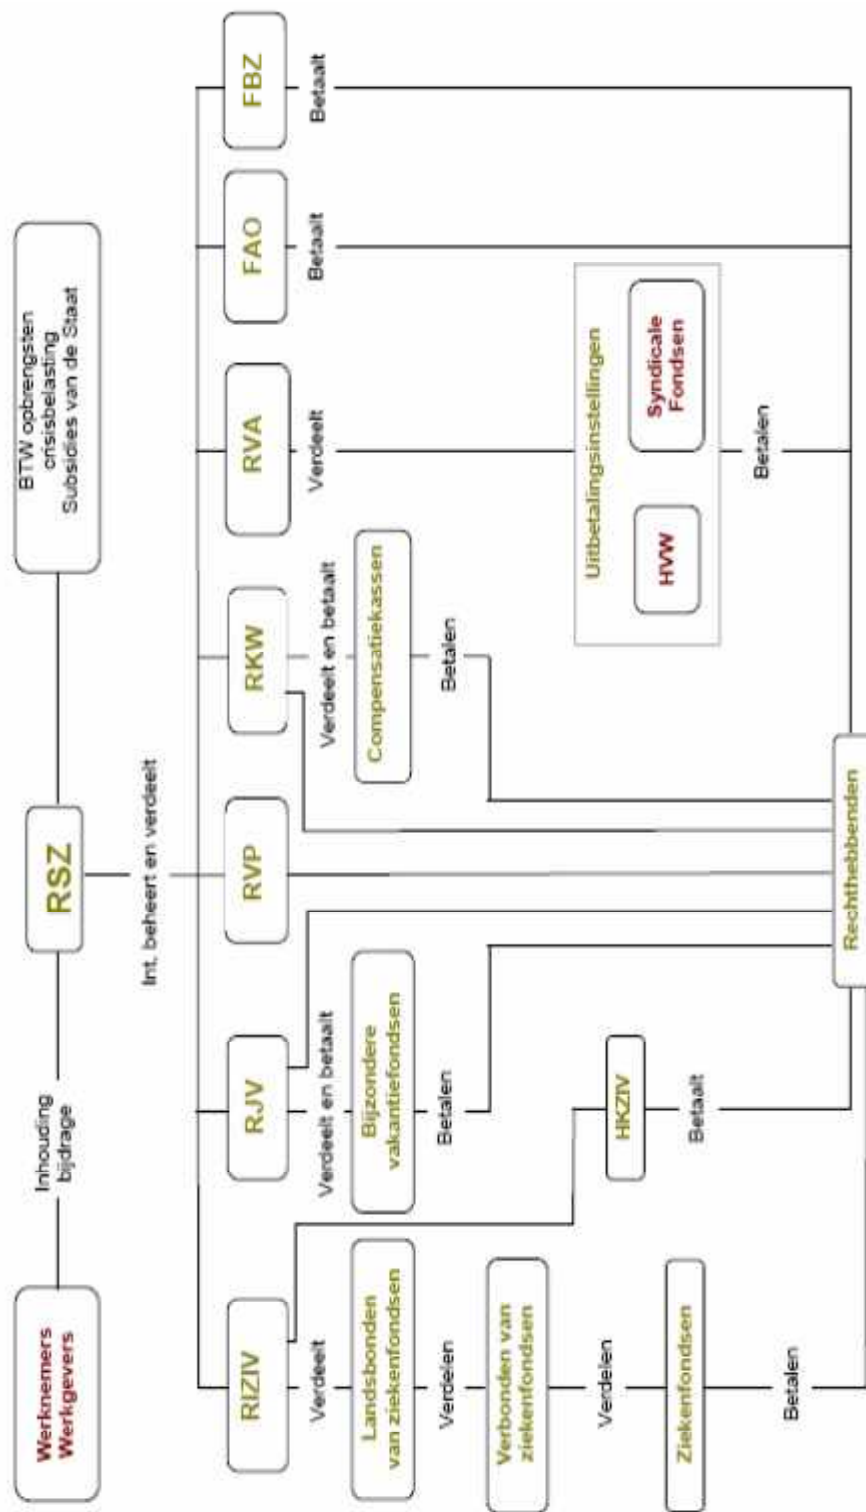 Werknemers
Werkgevers
Inhouding
bijdrage
RSZ
BTW opbrengsten
crisisbelasting
Subsidies van de Staat
Int, beheert en verdeelt
RIZIV
RJV
RVP
RKW
RVA
FAO
FBZ
Verdeelt
Verdeelt en betaalt
Verdeelt en betaalt
Verdeelt
Betaalt
Betaalt
Landsbonden
van ziekenfondsen
Bijzondere
vakantiefondsen
Compensatiekassen
Verdelen
Betalen
Betalen
Verbonden van
ziekenfondsen
Uitbetalingsinstellingen
HVW
Syndicale
Fondsen
Verdelen
HKZIV
Ziekenfondsen
Betaalt
Betalen
Betalen
Rechthebbenden